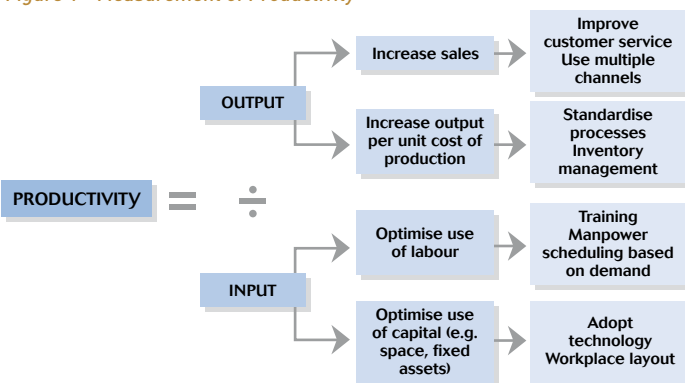 Figure 1 - Measurement of Productivity
Increase sales
Improve
customer service
Use multiple
channels
OUTPUT
Increase output
per unit cost of
production
Standardise
processes
Inventory
management
PRODUCTIVITY = ÷
Optimise use
of labour
Training
Manpower
scheduling based
on demand
INPUT
Optimise use
of capital (e.g.
space, fixed
assets)
Adopt
technology
Workplace layout